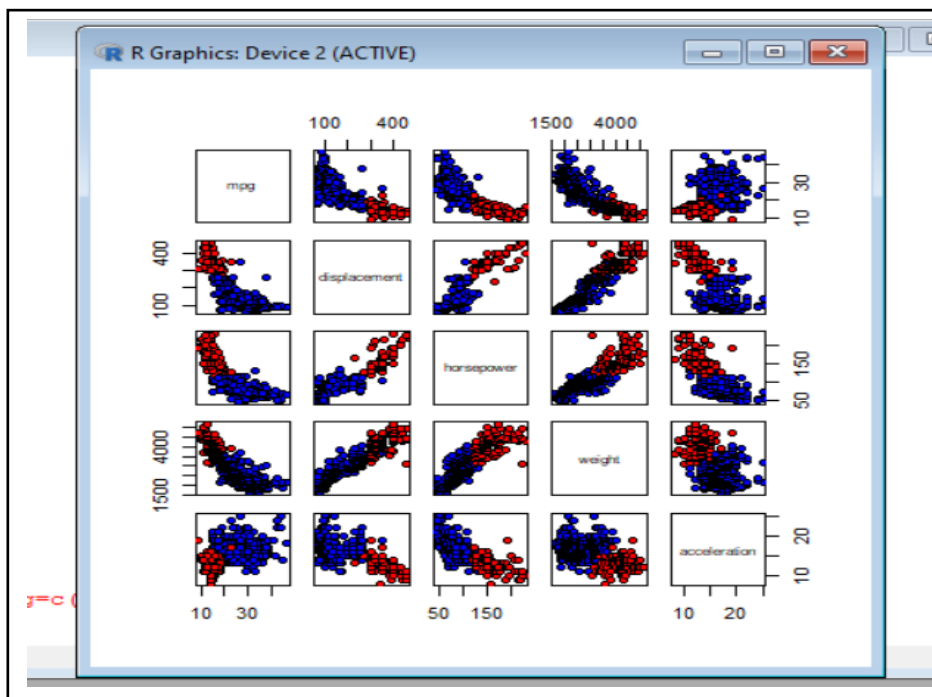 R Graphics: Device 2 (ACTIVE)
100 400 1500 4000
mpg
10 30
100 400
displacement
horsepower
50 150
1500 4000
weight
acceleration
10 20
g=c (
10 30 50 150 10 20